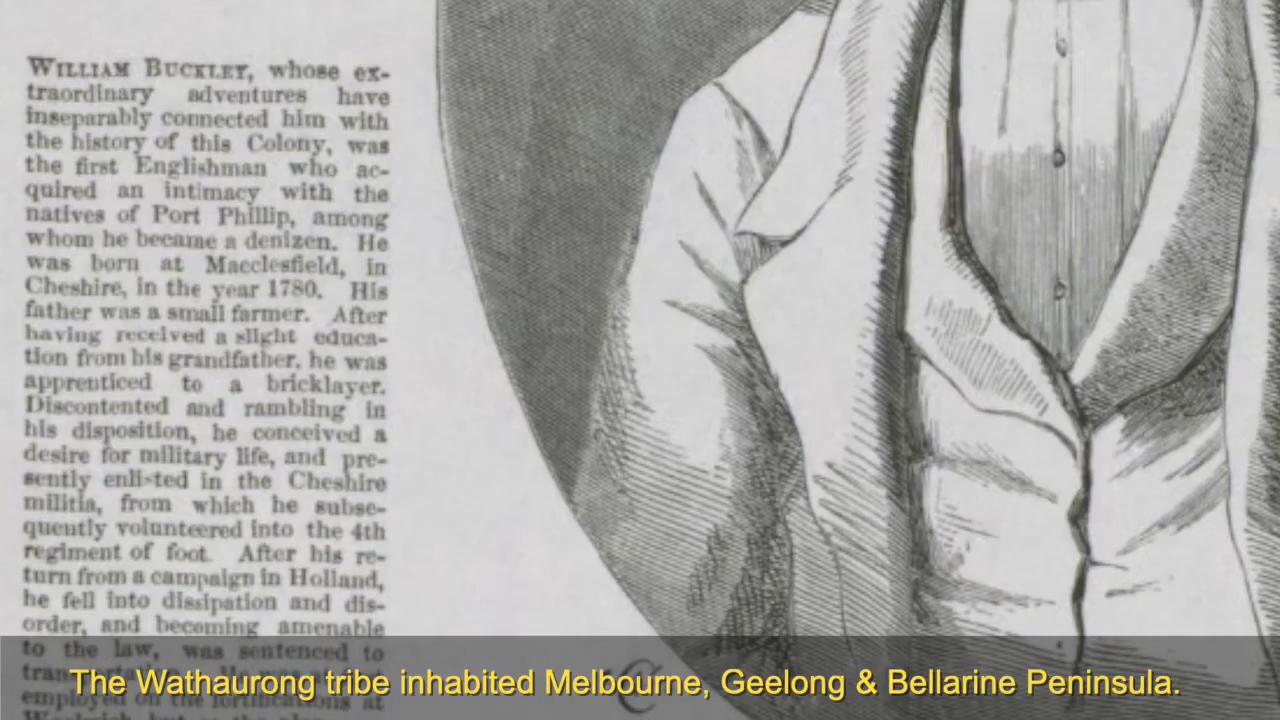 WILLIAM BUCKLEY, whose ex-
traordinary adventures have
inseparably connected him with
the history of this Colony, was
the first Englishman who ac-
quired an intimacy with the
natives of Port Phillip, among
whom he became a denizen. He
was born at Macclesfield, in
Cheshire, in the year 1780. His
father was a small farmer. After
having received a slight educa-
tion from his grandfather, he was
apprenticed to a bricklayer.
Discontented and rambling in
his disposition, he conceived a
desire for military life, and pre-
sently enlisted in the Cheshire
militia, from which he subse-
quently volunteered into the 4th
regiment of foot. After his re-
turn from a campaign in Holland,
he fell into dissipation and dis-
order, and becoming amenable
to the law, was sentenced to
employed on the fortifications at
The Wathaurong tribe inhabited Melbourne, Geelong & Bellarine Peninsula.